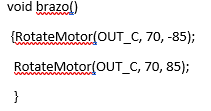 void brazo()
{RotateMotor(OUT_C, 70, -85);
RotateMotor(OUT_C, 70, 85);
}